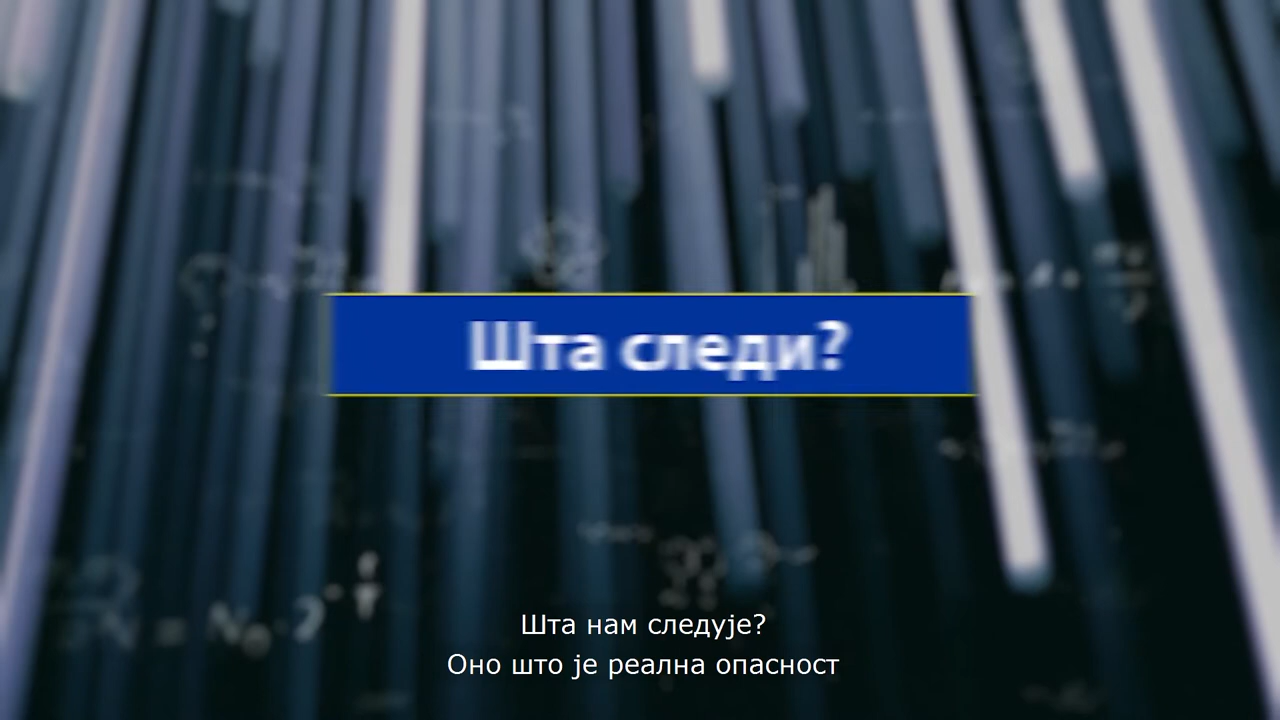 Шта следи?
Шта нам следује?
Оно што је реална опасност